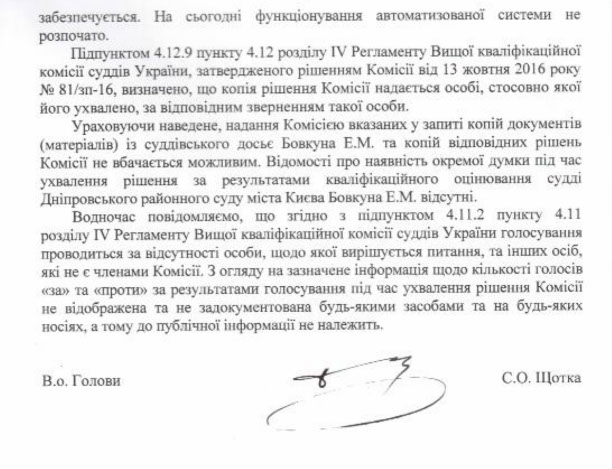 забезпечується. На сьогодні функціонування автоматизованої системи не
розпочато.
Підпунктом 4.12.9 пункту 4.12 розділу IV Регламенту Вищої кваліфікаційної
комісії суддів України, затвердженого рішенням Комісії від 13 жовтня 2016 року
№ 81/зп-16, визначено, що копія рішення Комісії надається особі, стосовно якої
його ухвалено, за відповідним зверненням такої особи.
Ураховуючи наведене, надання Комісією вказаних у запиті копій документів
(матеріалів) із суддівського досьє Бовкуна Е.М. та копій відповідних рішень
Комісії не вбачається можливим. Відомості про наявність окремої думки під час
ухвалення рішення за результатами кваліфікаційного оцінювання судді
Дніпровського районного суду міста Києва Бовкуна Е.М. відсутні.
Водночас повідомляємо, що згідно з підпунктом 4.11.2 пункту 4.11
розділу IV Регламенту Вищої кваліфікаційної комісії суддів України голосування
проводиться за відсутності особи, щодо якої вирішується питання, та інших осіб,
які не є членами Комісії. З огляду на зазначене інформація щодо кількості голосів
«за» та «проти» за результатами голосування під час ухвалення рішення Комісії
не відображена та не задокументована будь-якими засобами та на будь-яких
носіях, а тому до публічної інформації не належить.
В.о. Голови
С.О. Щотка